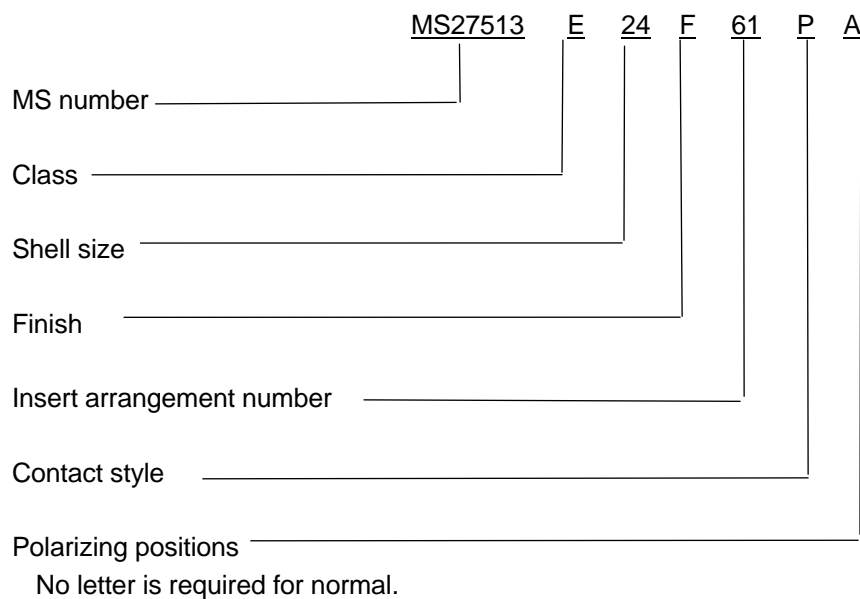 MS27513 E 24 F 61 P A
MS number
Class
Shell size
Finish
Insert arrangement number
Contact style
Polarizing positions
No letter is required for normal.